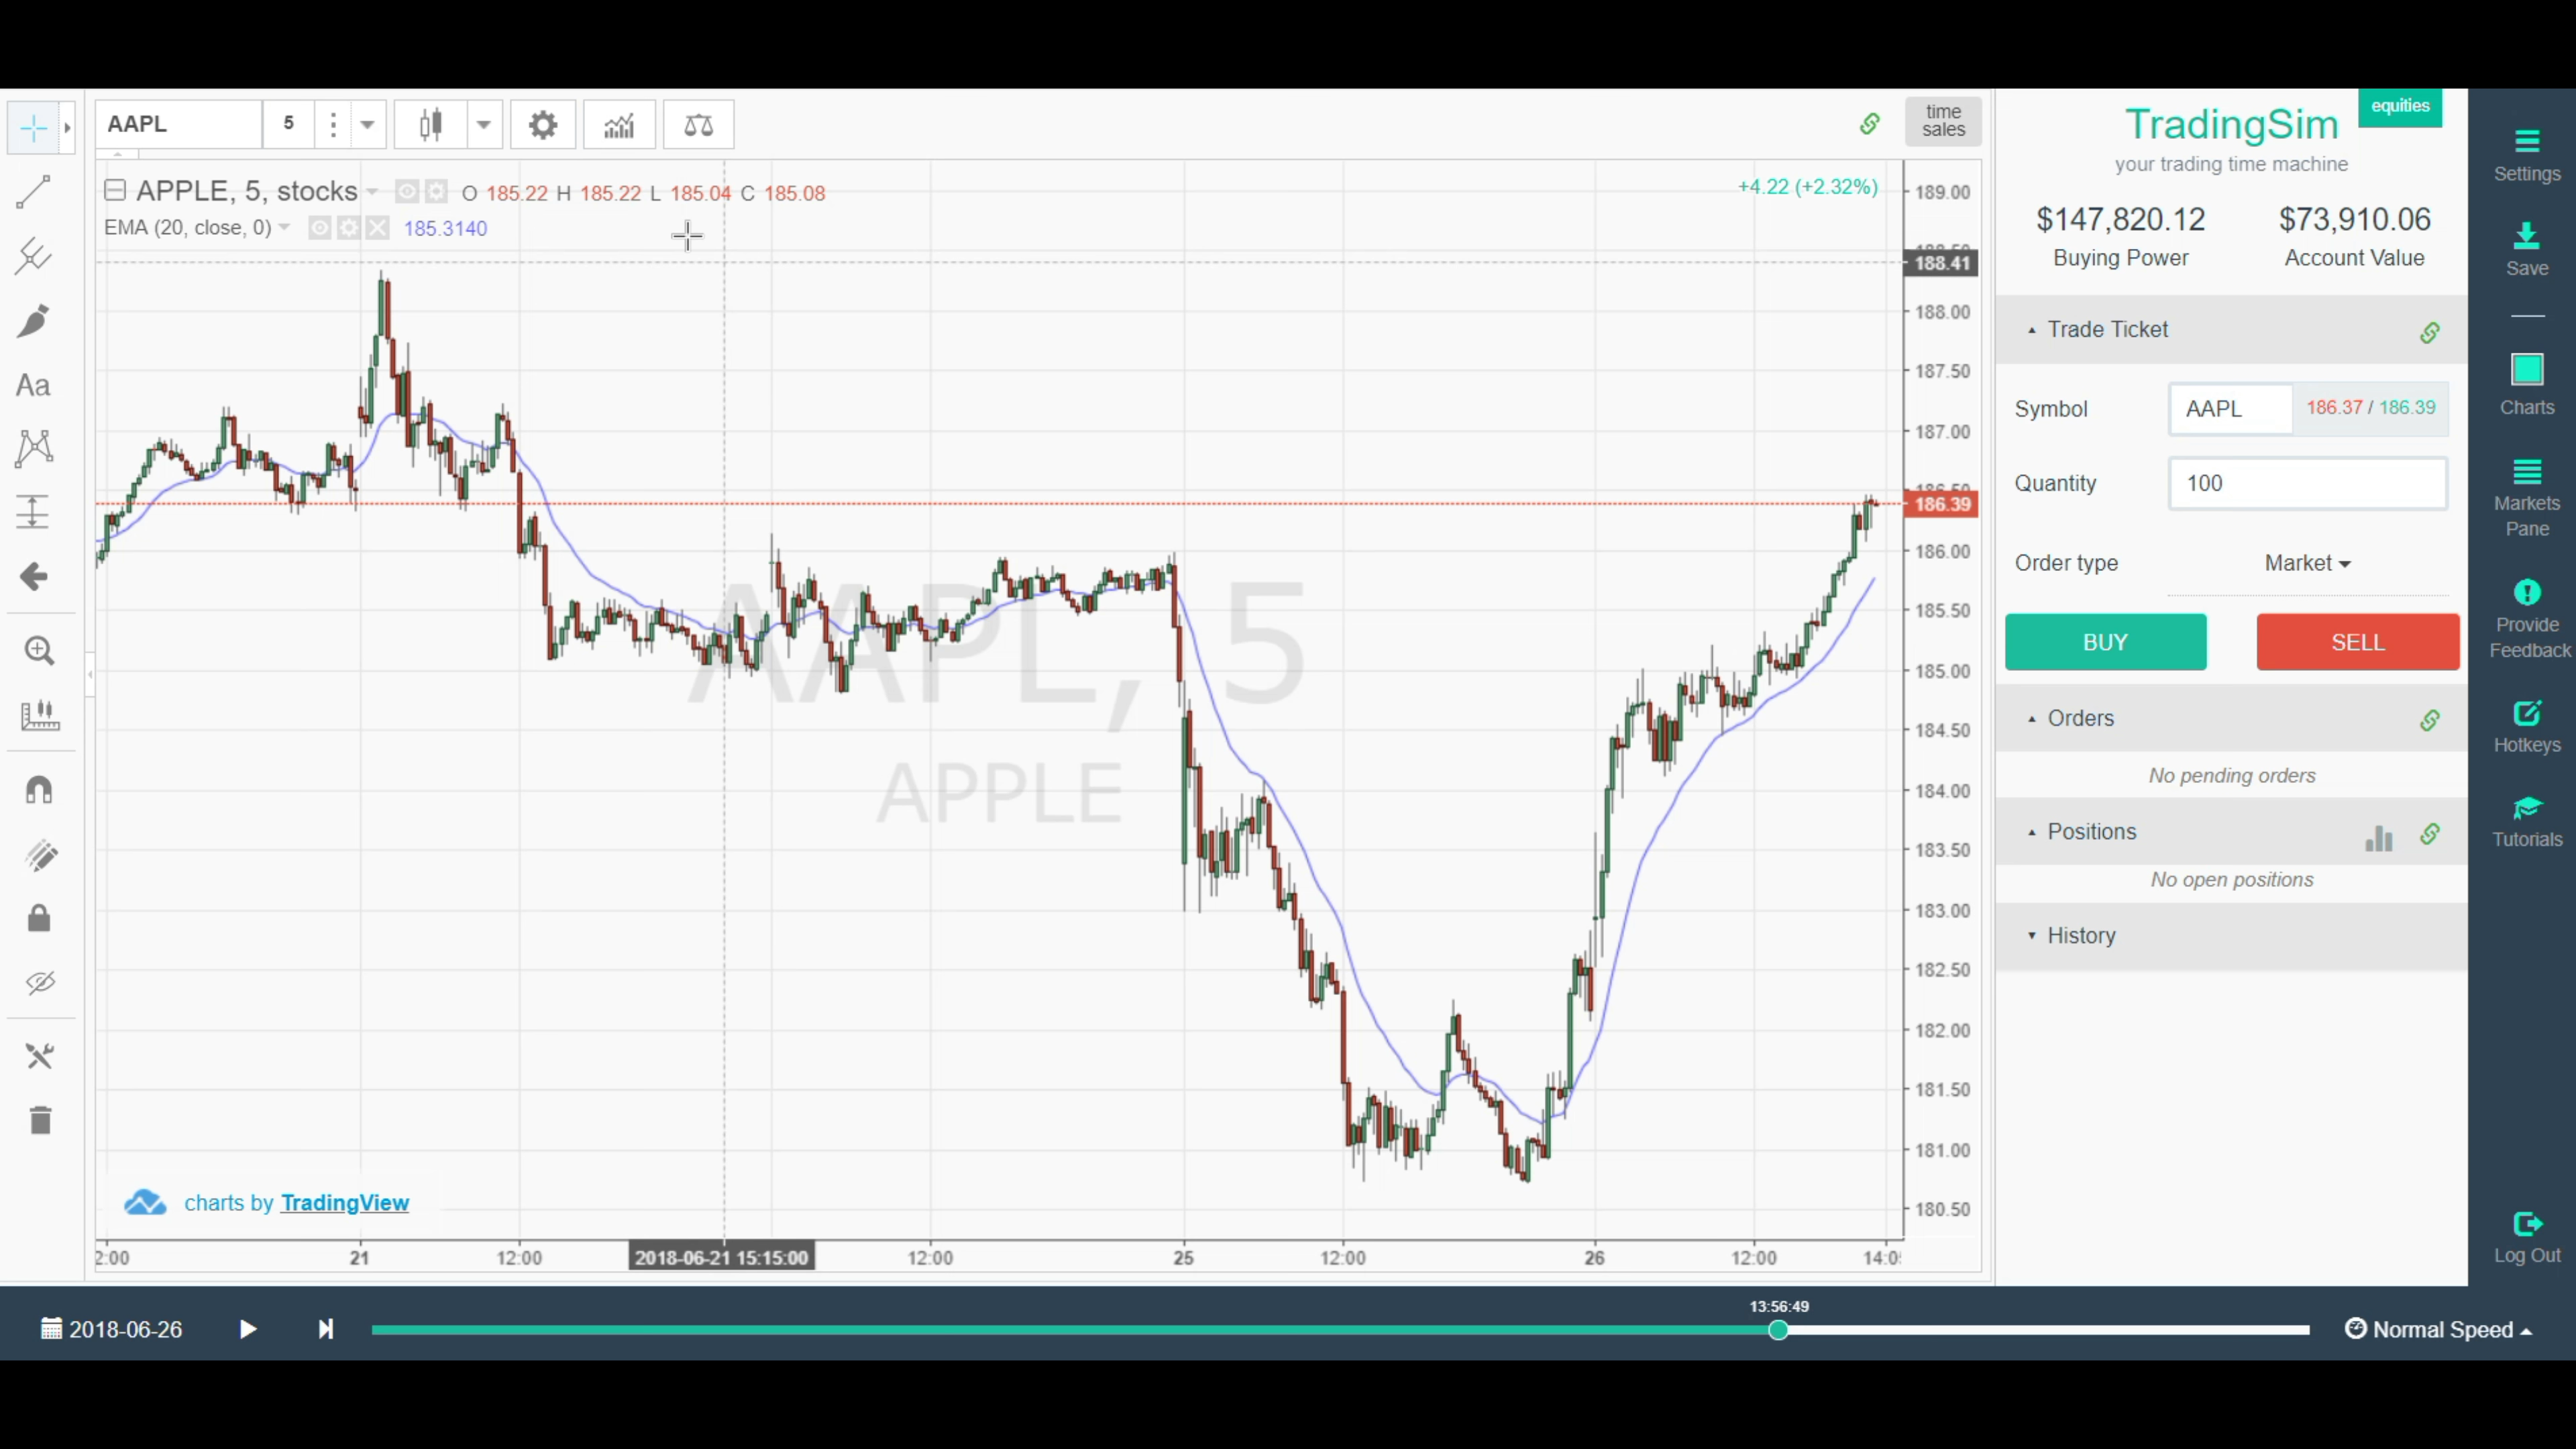 AAPL
5
time
sales
APPLE, 5, stocks
O 185.22 H 185.22 L 185.04 C 185.08
+4.22 (+2.32%)
EMA (20, close, 0)
185.3140
Aa
AAPL, 5
APPLE
189.00
188.41
188.00
187.50
187.00
186.39
186.00
185.50
185.00
184.50
184.00
183.50
183.00
182.50
182.00
181.50
181.00
180.50
charts by TradingView
21
12:00
2018-06-21 15:15:00
12:00
25
12:00
26
12:00
equities
TradingSim
your trading time machine
$147,820.12
$73,910.06
Buying Power
Account Value
Trade Ticket
Symbol
AAPL
186.37 / 186.39
Quantity
100
Order type
Market
BUY
SELL
Orders
No pending orders
Positions
No open positions
History
Settings
Save
Charts
Markets
Pane
Provide
Feedback
Hotkeys
Tutorials
Log Out
2018-06-26
13:56:49
Normal Speed